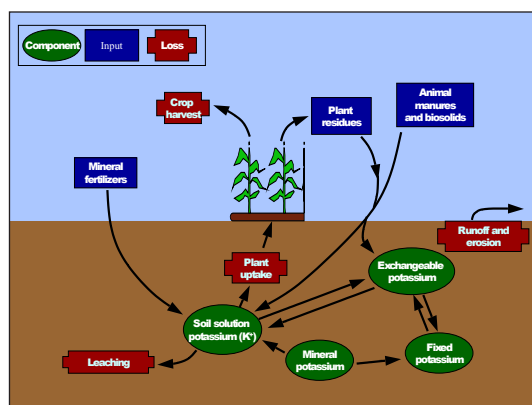 Component
Input
Loss
Animal
manures
and biosolids
Crop
harvest
Plant
residues
Mineral
fertilizers
Runoff and
erosion
Plant
uptake
Exchangeable
potassium
Soil solution
potassium (K⁺)
Mineral
potassium
Fixed
potassium
Leaching